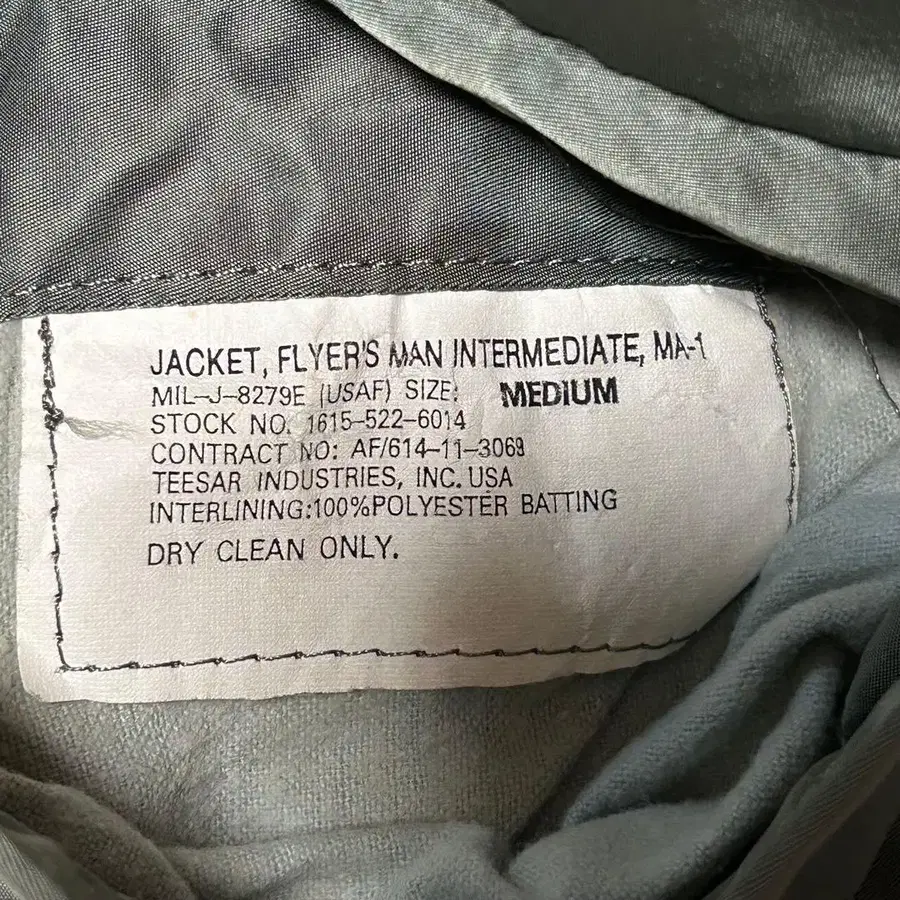 JACKET, FLYER'S MAN INTERMEDIATE, MA-1
MIL-J-8279E (USAF) SIZE: MEDIUM
STOCK NO. 1615-522-6014
CONTRACT NO: AF/614-11-3069
TEESAR INDUSTRIES, INC. USA
INTERLINING:100%POLYESTER BATTING
DRY CLEAN ONLY.